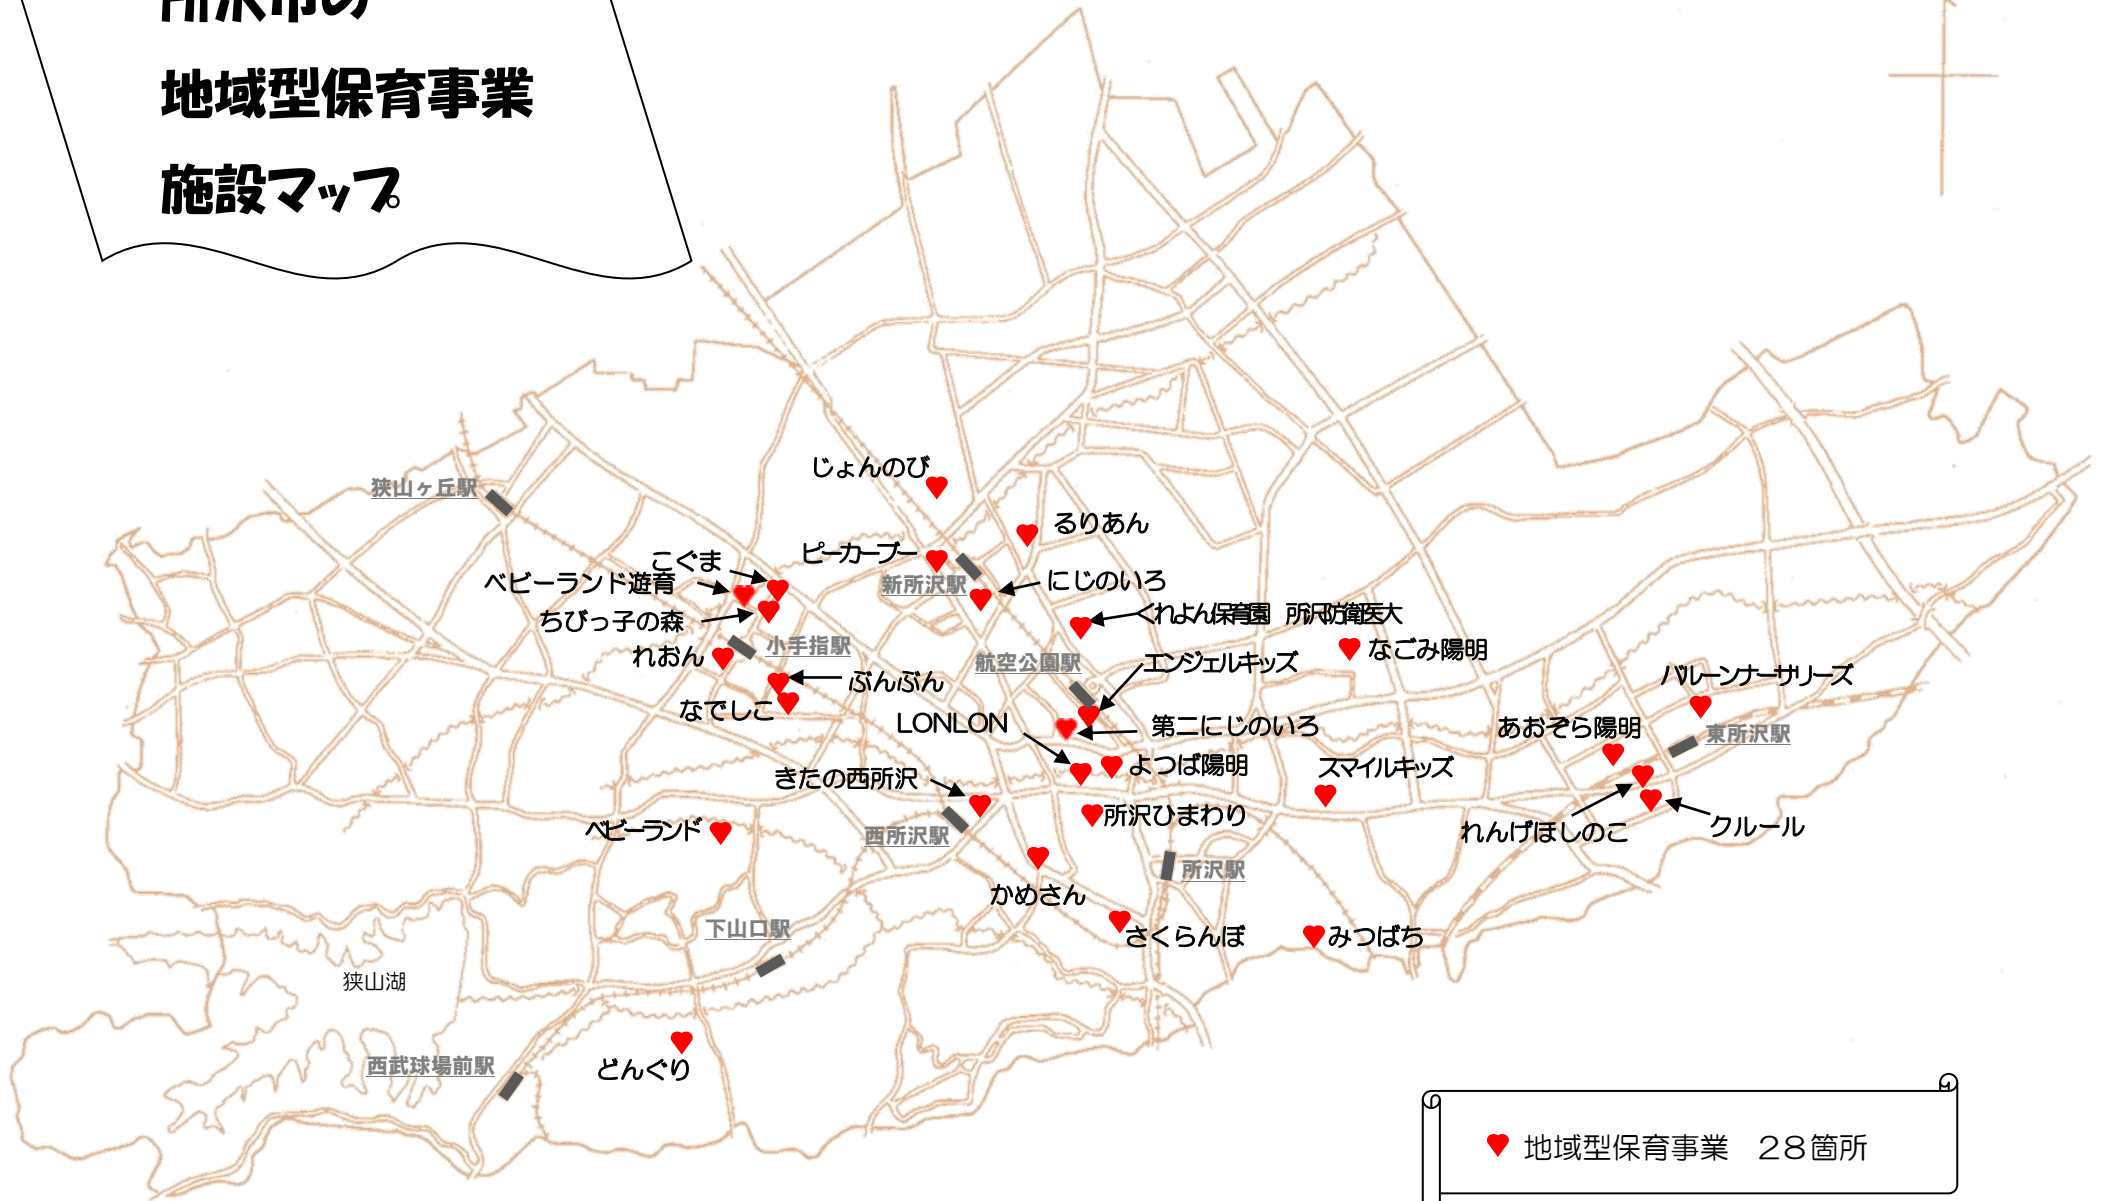 所沢市の
地域型保育事業
施設マップ
じょんのび
狭山ヶ丘駅
るりあん
ピーカーブー
こぐま
ベビーランド遊育
新所沢駅
にじのいろ
ちびっ子の森
くれよん保育園 所沢防衛医大
小手指駅
なごみ陽明
れおん
航空公園駅
エンジェルキッズ
バルーンナーサリーズ
ぶんぶん
なでしこ
LONLON
第二にじのいろ
あおぞら陽明
東所沢駅
よつば陽明
スマイルキッズ
きたの西所沢
所沢ひまわり
ベビーランド
西所沢駅
れんげほしのこ
クルール
所沢駅
かめさん
下山口駅
さくらんぼ
みつばち
狭山湖
西武球場前駅
どんぐり
地域型保育事業 28箇所